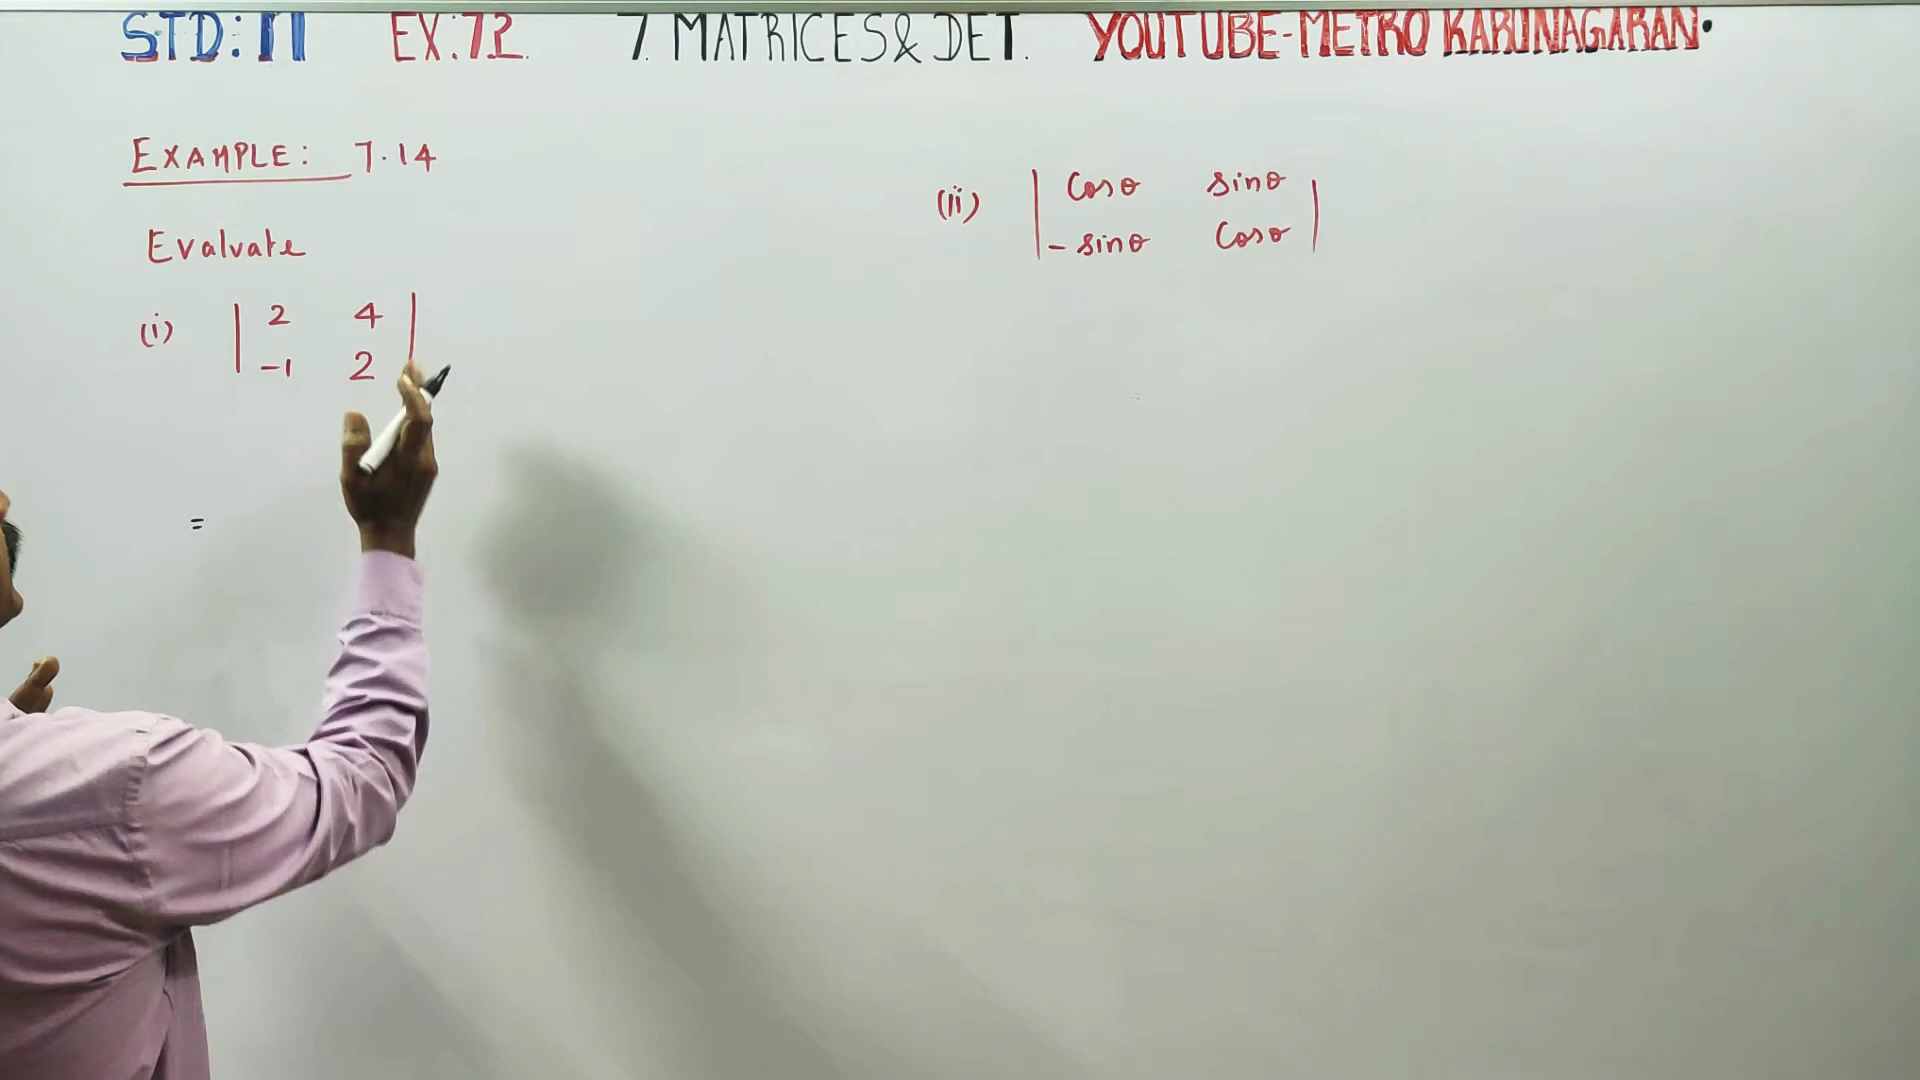 STD: 11 EX: 7.2. 7. MATRICES & DET. YOUTUBE-METRO KARUNAGARAN.
EXAMPLE: 7.14
Evaluate
(i) | 2 4 |
| -1 2 |
=
(ii) | Cosθ sinθ |
| - sinθ Cosθ |